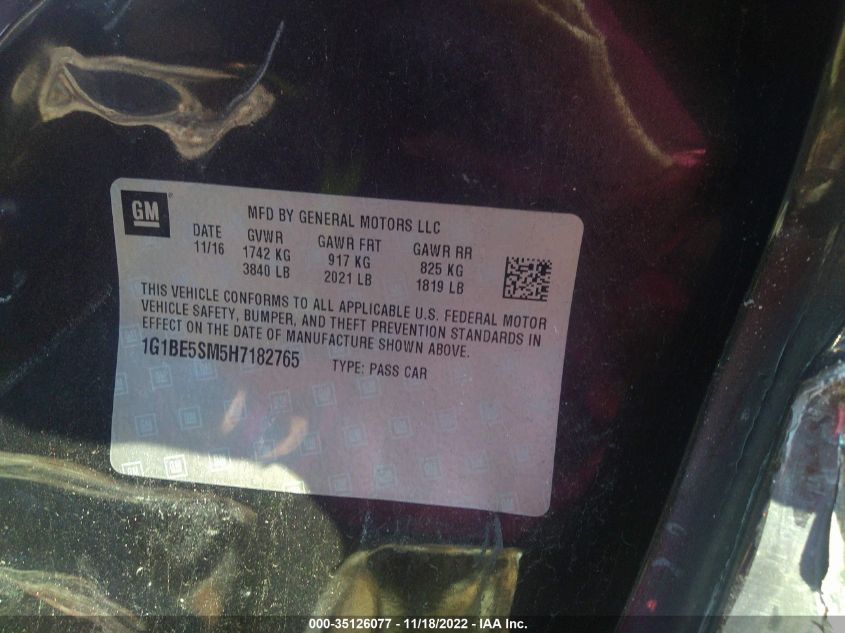 GM
MFD BY GENERAL MOTORS LLC
DATE GVWR GAWR FRT GAWR RR
11/16 1742 KG 917 KG 825 KG
3840 LB 2021 LB 1819 LB
THIS VEHICLE CONFORMS TO ALL APPLICABLE U.S. FEDERAL MOTOR
VEHICLE SAFETY, BUMPER, AND THEFT PREVENTION STANDARDS IN
EFFECT ON THE DATE OF MANUFACTURE SHOWN ABOVE.
1G1BE5SM5H7182765 TYPE: PASS CAR
000-35126077 - 11/18/2022 - IAA Inc.